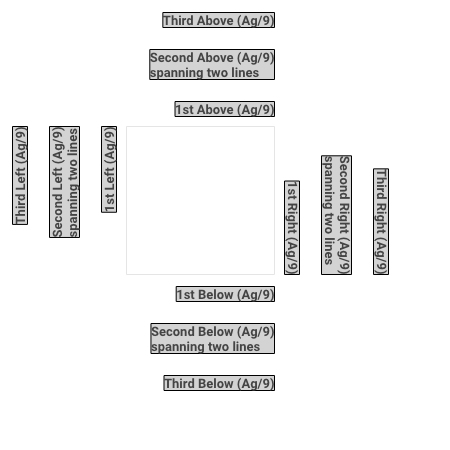 Third Above (Ag/9)
Second Above (Ag/9)
spanning two lines
1st Above (Ag/9)
Third Left (Ag/9)
Second Left (Ag/9)
spanning two lines
1st Left (Ag/9)
1st Right (Ag/9)
Second Right (Ag/9)
spanning two lines
Third Right (Ag/9)
1st Below (Ag/9)
Second Below (Ag/9)
spanning two lines
Third Below (Ag/9)